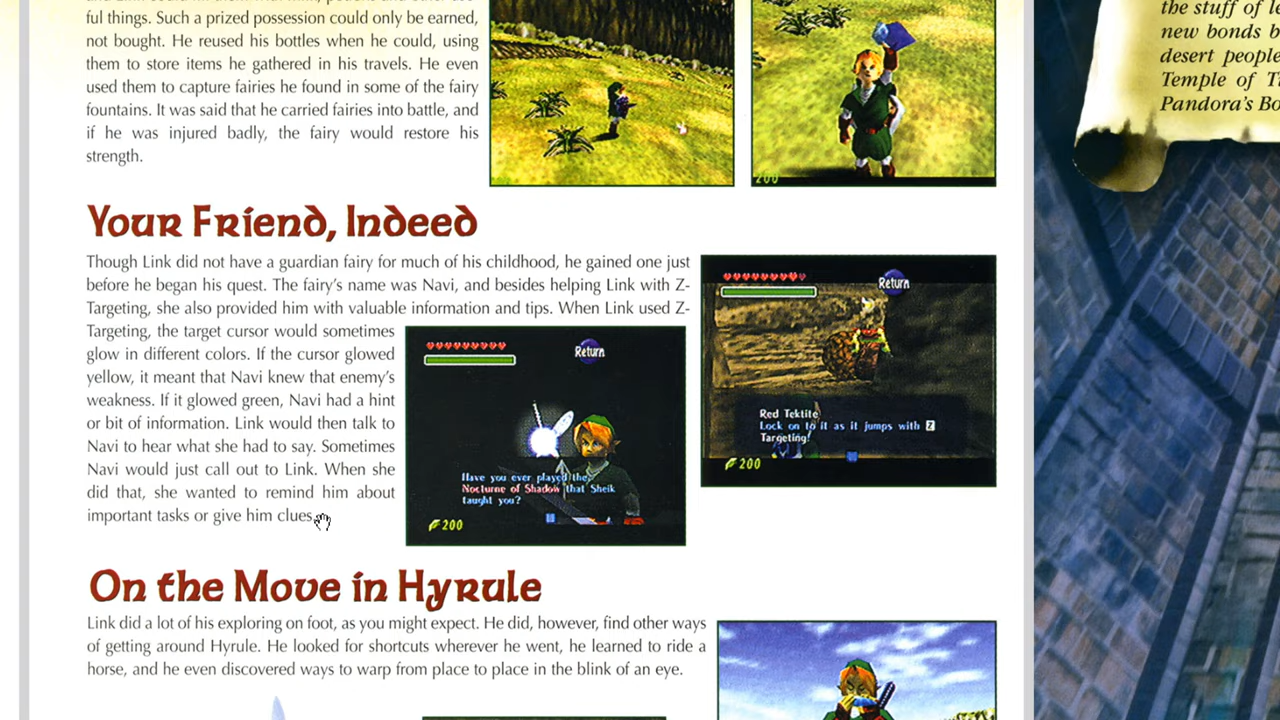 ful things. Such a prized possession could only be earned,
not bought. He reused his bottles when he could, using
them to store items he gathered in his travels. He even
used them to capture fairies he found in some of the fairy
fountains. It was said that he carried fairies into battle, and
if he was injured badly, the fairy would restore his
strength.
200
the stuff of le
new bonds b
desert people
Temple of T
Pandora's Bo
Your Friend, Indeed
Though Link did not have a guardian fairy for much of his childhood, he gained one just
before he began his quest. The fairy's name was Navi, and besides helping Link with Z-
Targeting, she also provided him with valuable information and tips. When Link used Z-
Targeting, the target cursor would sometimes
glow in different colors. If the cursor glowed
yellow, it meant that Navi knew that enemy's
weakness. If it glowed green, Navi had a hint
or bit of information. Link would then talk to
Navi to hear what she had to say. Sometimes
Navi would just call out to Link. When she
did that, she wanted to remind him about
important tasks or give him clues.
Return
Have you ever played the
Nocturne of Shadow that Sheik
taught you?
200
Return
Red Tektite
Lock on to it as it jumps with Z
Targeting!
200
On the Move in Hyrule
Link did a lot of his exploring on foot, as you might expect. He did, however, find other ways
of getting around Hyrule. He looked for shortcuts wherever he went, he learned to ride a
horse, and he even discovered ways to warp from place to place in the blink of an eye.